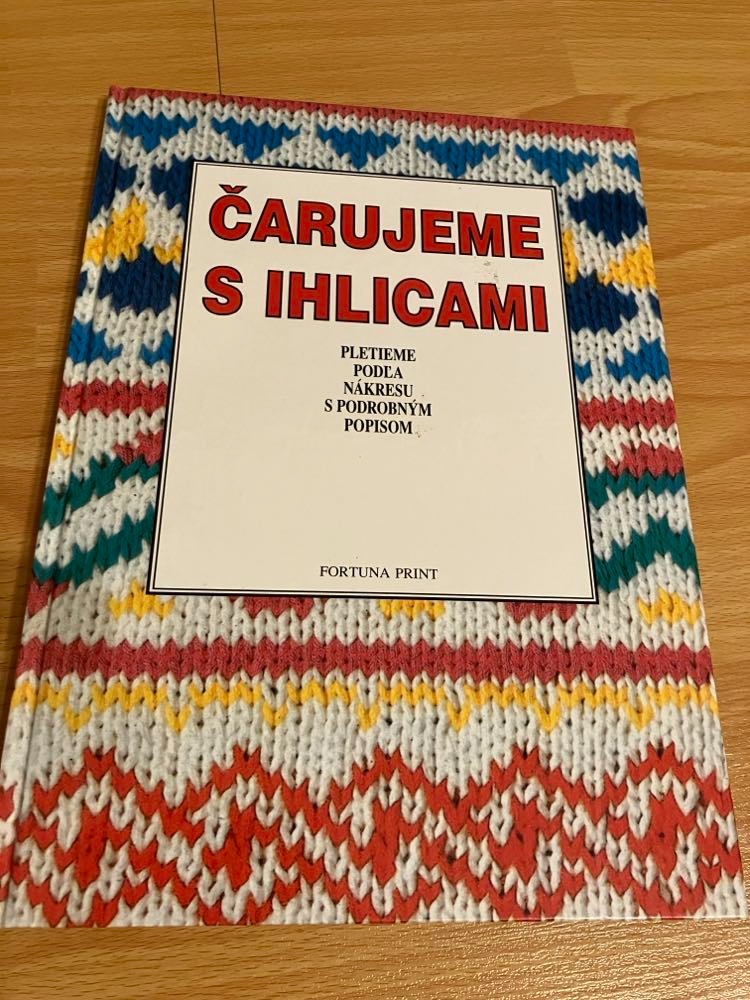 ČARUJEME
S IHLICAMI
PLETIEME
PODĽA
NÁKRESU
S PODROBNÝM
POPISOM
FORTUNA PRINT